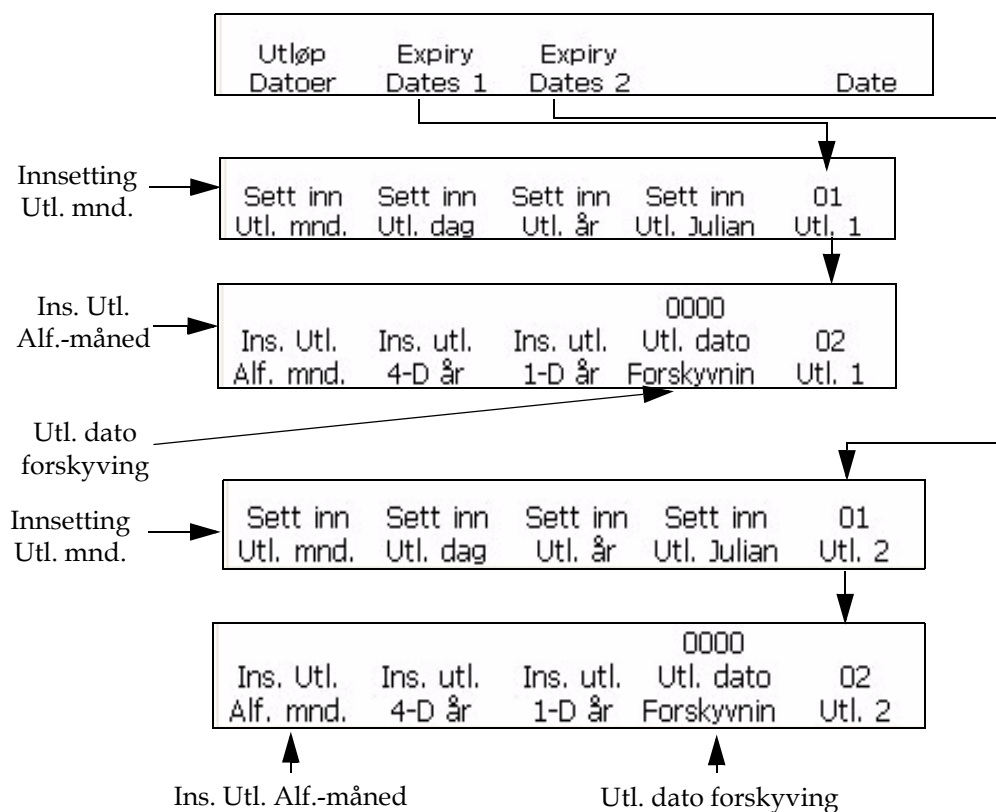 Utløp Expiry Expiry
Datoer Dates 1 Dates 2 Date
Innsetting
Utl. mnd.
Sett inn Sett inn Sett inn Sett inn 01
Utl. mnd. Utl. dag Utl. år Utl. Julian Utl. 1
Ins. Utl.
Alf.-måned
0000
Ins. Utl. Ins. utl. Ins. utl. Utl. dato 02
Alf. mnd. 4-D år 1-D år Forskyvnin Utl. 1
Utl. dato
forskyving
Innsetting
Utl. mnd.
Sett inn Sett inn Sett inn Sett inn 01
Utl. mnd. Utl. dag Utl. år Utl. Julian Utl. 2
0000
Ins. Utl. Ins. utl. Ins. utl. Utl. dato 02
Alf. mnd. 4-D år 1-D år Forskyvnin Utl. 2
Ins. Utl. Alf.-måned Utl. dato forskyving